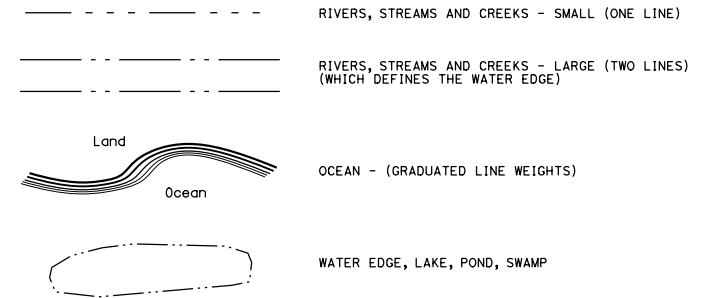 RIVERS, STREAMS AND CREEKS - SMALL (ONE LINE)
RIVERS, STREAMS AND CREEKS - LARGE (TWO LINES)
(WHICH DEFINES THE WATER EDGE)
Land
Ocean
OCEAN - (GRADUATED LINE WEIGHTS)
WATER EDGE, LAKE, POND, SWAMP